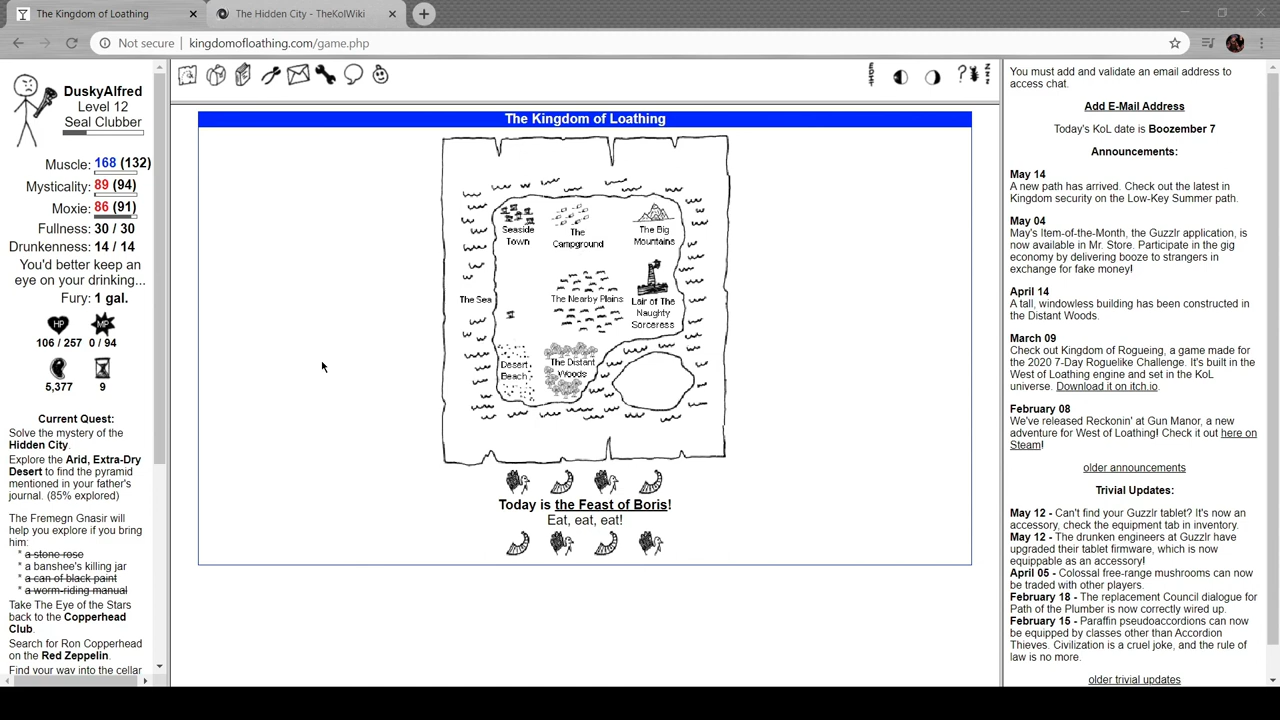 The Kingdom of Loathing
The Hidden City - TheKolWiki
Not secure | kingdomofloathing.com/game.php
DuskyAlfred
Level 12
Seal Clubber
Muscle: 168 (132)
Mysticality: 89 (94)
Moxie: 86 (91)
Fullness: 30 / 30
Drunkenness: 14 / 14
You'd better keep an
eye on your drinking...
Fury: 1 gal.
HP
MP
106 / 257
0 / 94
5,377
9
Current Quest:
Solve the mystery of the
Hidden City.
Explore the Arid, Extra-Dry
Desert to find the pyramid
mentioned in your father's
journal. (85% explored)
The Fremegn Gnasir will
help you explore if you bring
him:
* a stone rose
* a banshee's killing jar
* a can of black paint
* a worm-riding manual
Take The Eye of the Stars
back to the Copperhead
Club.
Search for Ron Copperhead
on the Red Zeppelin.
Find your way into the cellar
The Kingdom of Loathing
Seaside
Town
The
Campground
The Big
Mountains
The Sea
The Nearby Plains
Lair of The
Naughty
Sorceress
Desert
Beach
The Distant
Woods
Today is the Feast of Boris!
Eat, eat, eat!
You must add and validate an email address to
access chat.
Add E-Mail Address
Today's KoL date is Boozember 7
Announcements:
May 14
A new path has arrived. Check out the latest in
Kingdom security on the Low-Key Summer path.
May 04
May's Item-of-the-Month, the Guzzlr application, is
now available in Mr. Store. Participate in the gig
economy by delivering booze to strangers in
exchange for fake money!
April 14
A tall, windowless building has been constructed in
the Distant Woods.
March 09
Check out Kingdom of Rogueing, a game made for
the 2020 7-Day Roguelike Challenge. It's built in the
West of Loathing engine and set in the KoL
universe. Download it on itch.io.
February 08
We've released Reckonin' at Gun Manor, a new
adventure for West of Loathing! Check it out here on
Steam!
older announcements
Trivial Updates:
May 12 - Can't find your Guzzlr tablet? It's now an
accessory, check the equipment tab in inventory.
May 12 - The drunken engineers at Guzzlr have
upgraded their tablet firmware, which is now
equippable as an accessory!
April 05 - Colossal free-range mushrooms can now
be traded with other players.
February 18 - The replacement Council dialogue for
Path of the Plumber is now correctly wired up.
February 15 - Paraffin pseudoaccordions can now
be equipped by classes other than Accordion
Thieves. Civilization is a cruel joke, and the rule of
law is no more.
older trivial updates